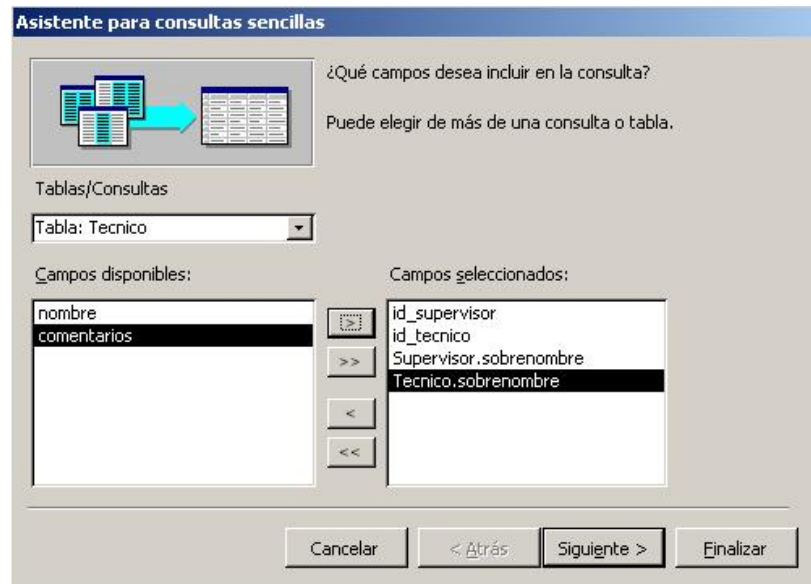 Asistente para consultas sencillas
¿Qué campos desea incluir en la consulta?
Puede elegir de más de una consulta o tabla.
Tablas/Consultas
Tabla: Tecnico
Campos disponibles:
Campos seleccionados:
nombre
comentarios
>
>>
<
<<
id_supervisor
id_tecnico
Supervisor.sobrenombre
Tecnico.sobrenombre
Cancelar
< Atrás
Siguiente >
Finalizar